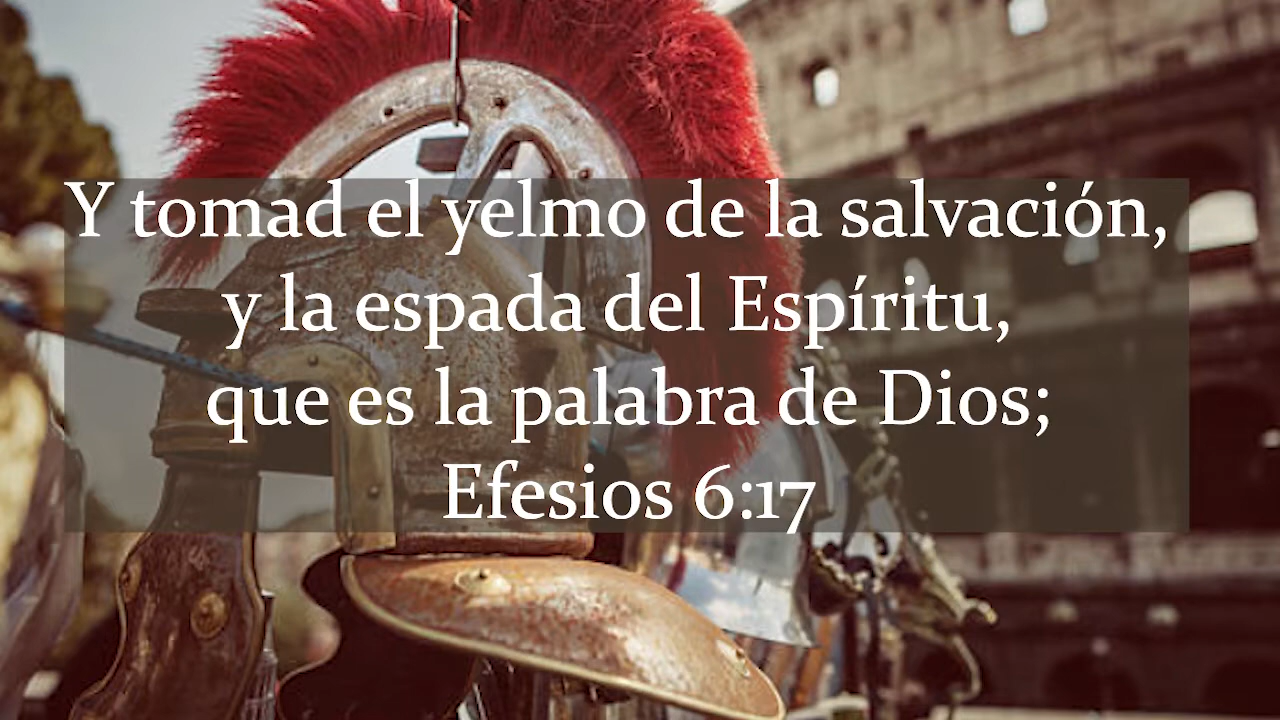 Y tomad el yelmo de la salvación,
y la espada del Espíritu,
que es la palabra de Dios;
Efesios 6:17